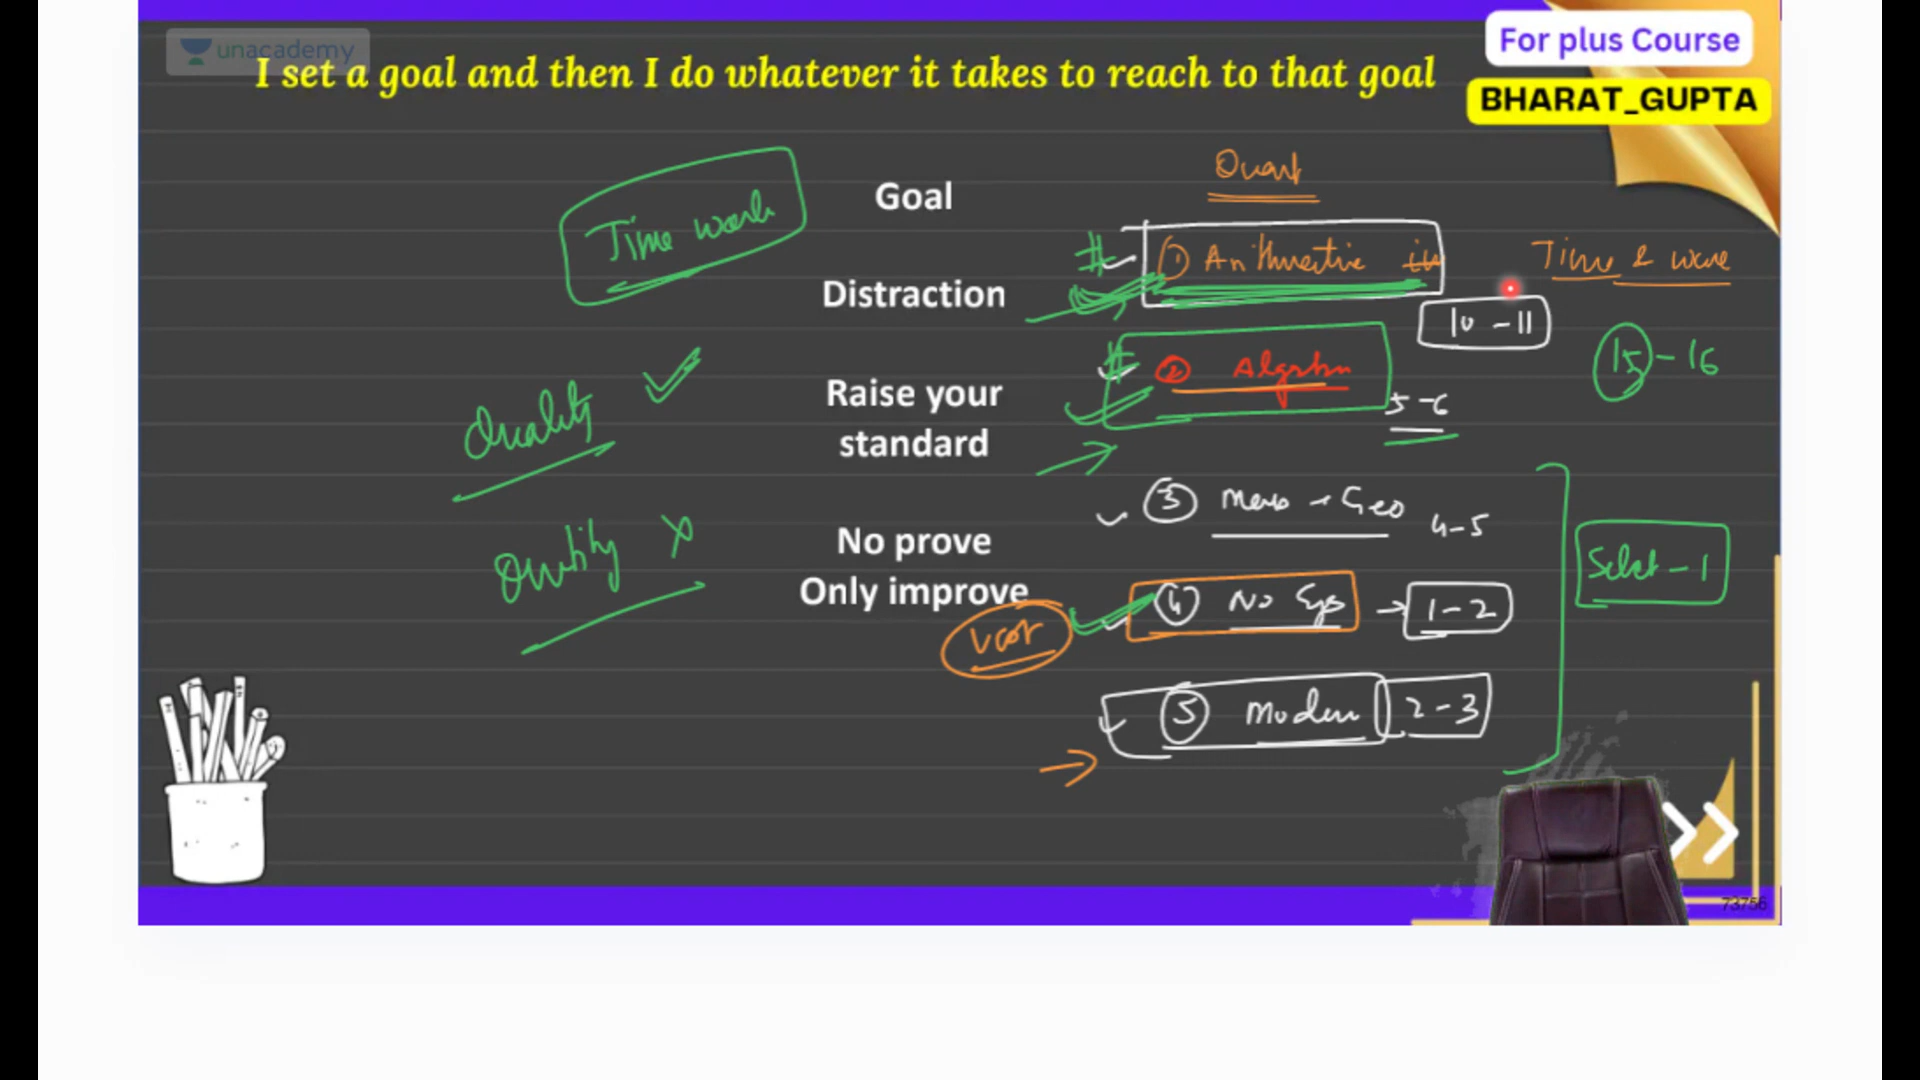 unacademy
I set a goal and then I do whatever it takes to reach to that goal
For plus Course
BHARAT_GUPTA
Quant
Goal
Time work
① Arithmetic
Time & work
Distraction
10 - 11
② Algebra
15 - 16
5 - 6
Raise your
standard
Quality ✓
③ Mens + Geo
4 - 5
No prove
Only improve
Select - 1
④ No Sys → 1 - 2
⑤ Modern 2 - 3
73756